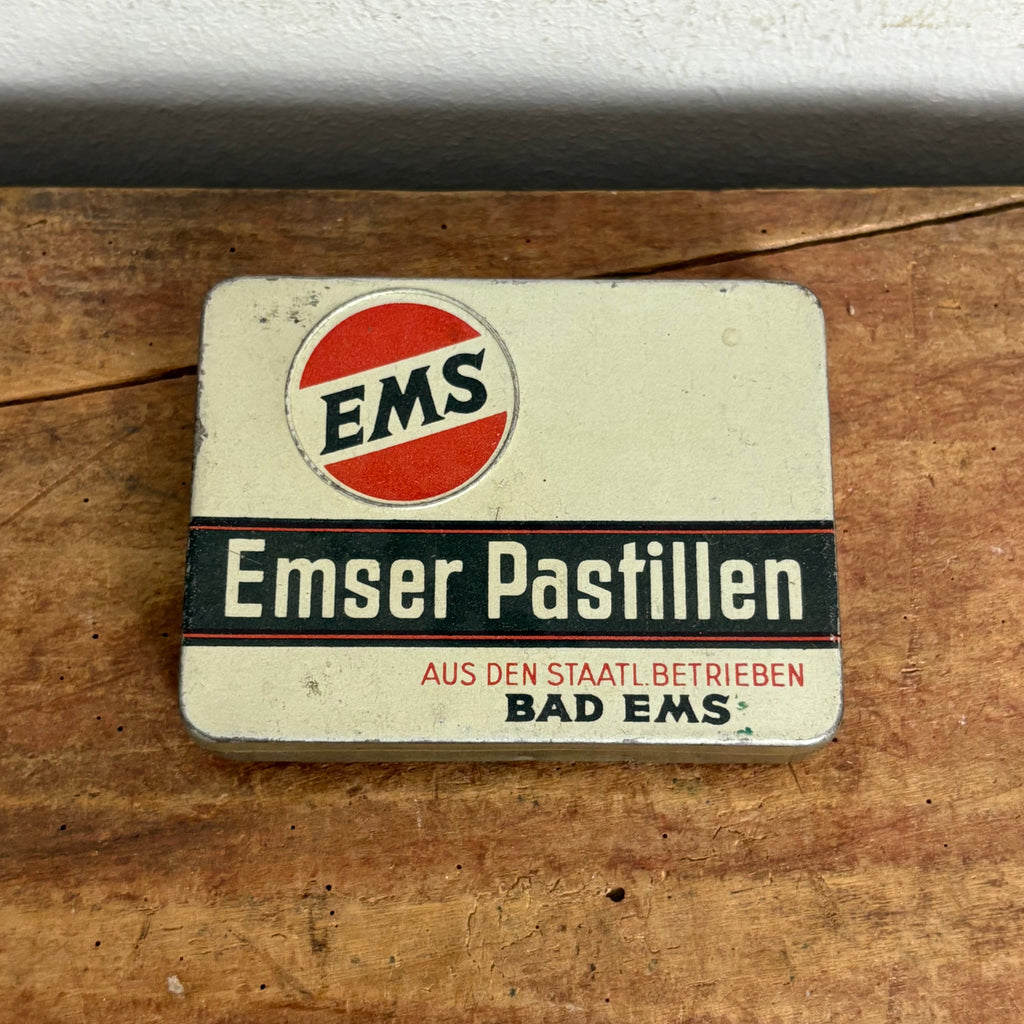 EMS
Emser Pastillen
AUS DEN STAATL.BETRIEBEN
BAD EMS